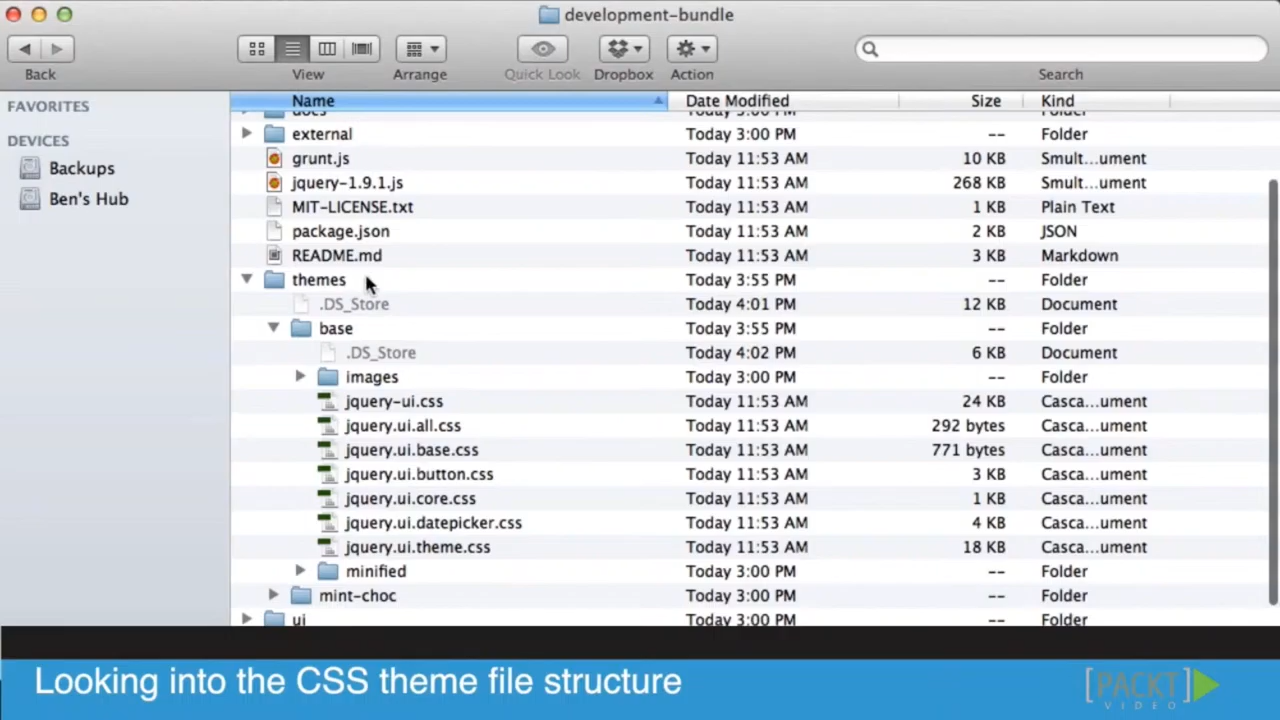 development-bundle
Back
View
Arrange
Quick Look
Dropbox
Action
Search
FAVORITES
DEVICES
Backups
Ben's Hub
Name Date Modified Size Kind
docs Today 3:00 PM -- Folder
external Today 3:00 PM -- Folder
grunt.js Today 11:53 AM 10 KB Smult...ument
jquery-1.9.1.js Today 11:53 AM 268 KB Smult...ument
MIT-LICENSE.txt Today 11:53 AM 1 KB Plain Text
package.json Today 11:53 AM 2 KB JSON
README.md Today 11:53 AM 3 KB Markdown
themes Today 3:55 PM -- Folder
.DS_Store Today 4:01 PM 12 KB Document
base Today 3:55 PM -- Folder
.DS_Store Today 4:02 PM 6 KB Document
images Today 3:00 PM -- Folder
jquery-ui.css Today 11:53 AM 24 KB Casca...ument
jquery.ui.all.css Today 11:53 AM 292 bytes Casca...ument
jquery.ui.base.css Today 11:53 AM 771 bytes Casca...ument
jquery.ui.button.css Today 11:53 AM 3 KB Casca...ument
jquery.ui.core.css Today 11:53 AM 1 KB Casca...ument
jquery.ui.datepicker.css Today 11:53 AM 4 KB Casca...ument
jquery.ui.theme.css Today 11:53 AM 18 KB Casca...ument
minified Today 3:00 PM -- Folder
mint-choc Today 3:00 PM -- Folder
ui Today 3:00 PM -- Folder
Looking into the CSS theme file structure
[PACKT]
VIDEO